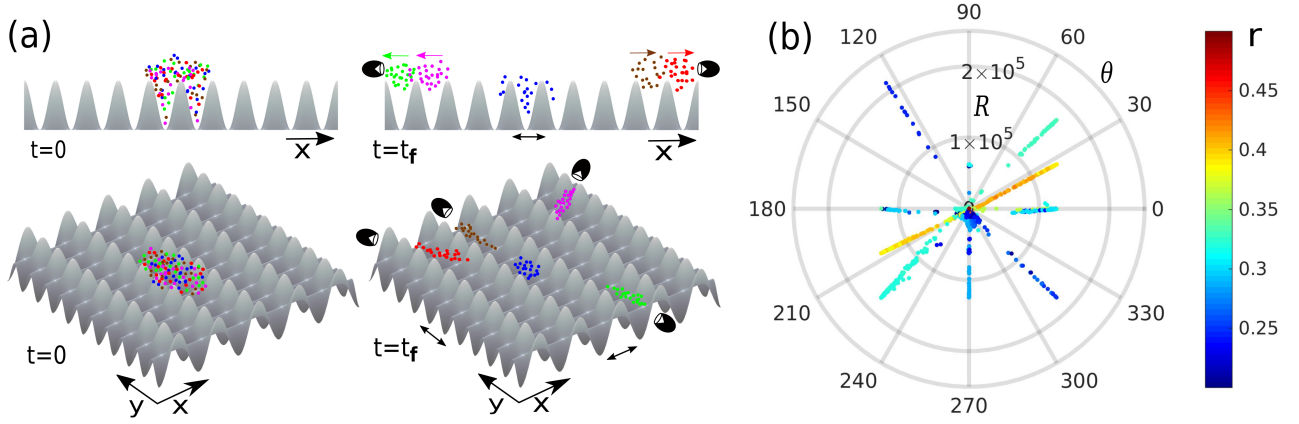 (a)
t=0
x
t=t_f
x
t=0
y
x
t=t_f
y
x
(b)
90
120
60
2×10^5
θ
150
R
30
1×10^5
180
0
210
330
240
300
270
r
0.45
0.4
0.35
0.3
0.25